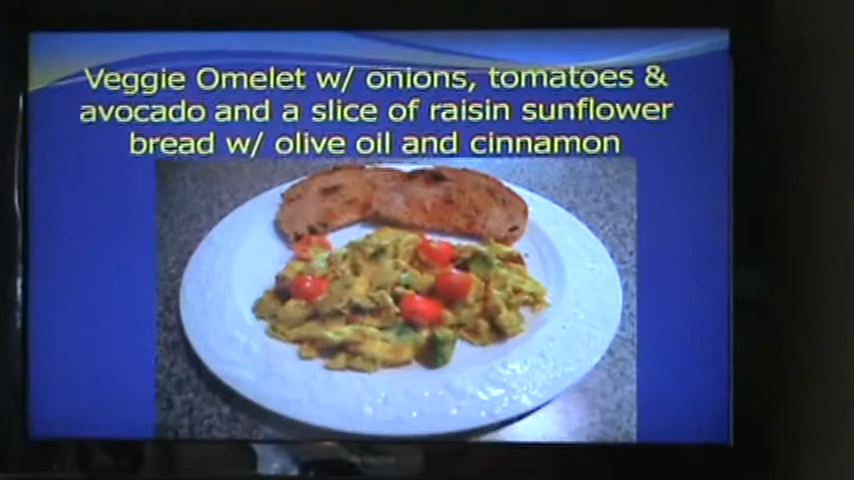 Veggie Omelet w/ onions, tomatoes &
avocado and a slice of raisin sunflower
bread w/ olive oil and cinnamon